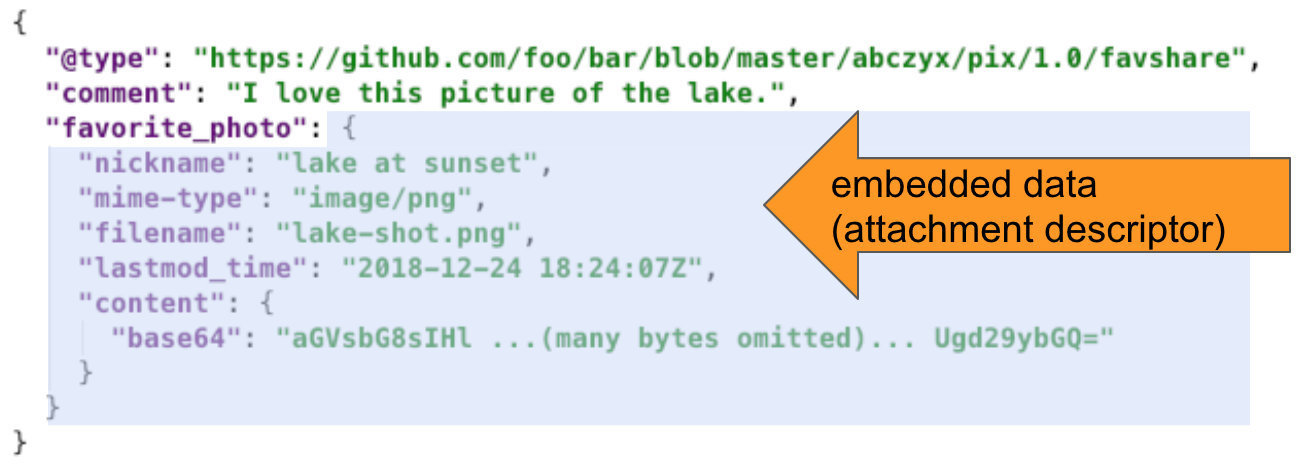 {
"@type": "https://github.com/foo/bar/blob/master/abczyx/pix/1.0/favshare",
"comment": "I love this picture of the lake.",
"favorite_photo": {
"nickname": "lake at sunset",
"mime-type": "image/png",
"filename": "lake-shot.png",
"lastmod_time": "2018-12-24 18:24:07Z",
"content": {
"base64": "aGVsbG8sIHl ...(many bytes omitted)... Ugd29ybGQ="
}
}
}
embedded data
(attachment descriptor)